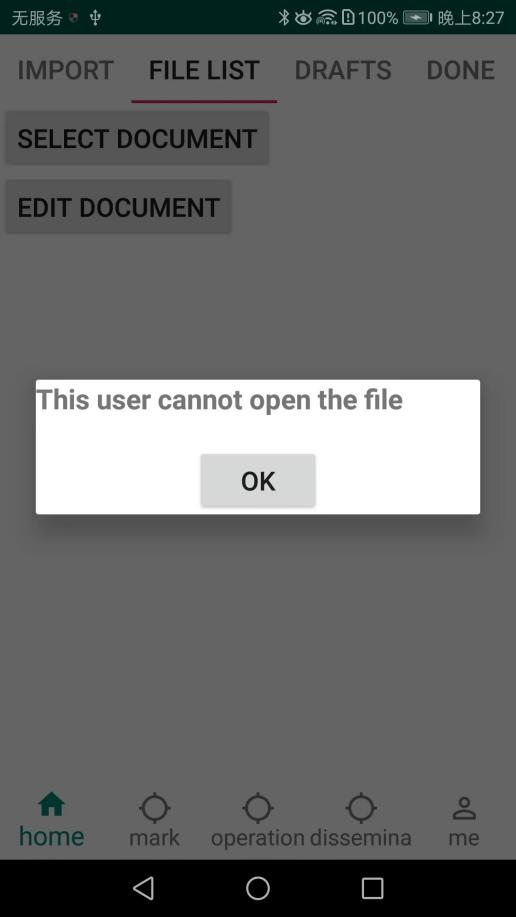 无服务 100% 晚上8:27
IMPORT FILE LIST DRAFTS DONE
SELECT DOCUMENT
EDIT DOCUMENT
This user cannot open the file
OK
home mark operation dissemina me